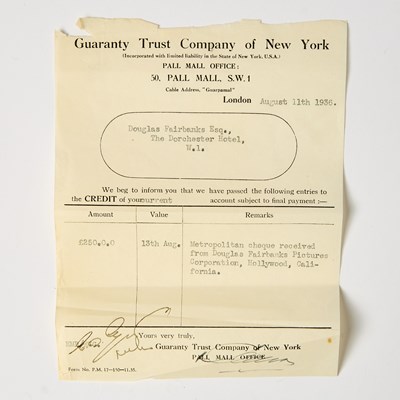 Guaranty Trust Company of New York
(Incorporated with limited liability in the State of New York. U.S.A.)
PALL MALL OFFICE:
50, PALL MALL, S.W.1
Cable Address, "Guarpamal"
London August 11th 1936.
Douglas Fairbanks Esq.,
The Dorchester Hotel,
W.1.
We beg to inform you that we have passed the following entries to
the CREDIT of your current account subject to final payment:—
Amount Value Remarks
£250.0.0 13th Aug. Metropolitan cheque received
from Douglas Fairbanks Pictures
Corporation, Hollywood, Cali-
fornia.
Yours very truly,
Guaranty Trust Company of New York
PALL MALL OFFICE
Form No. P.M. 17—